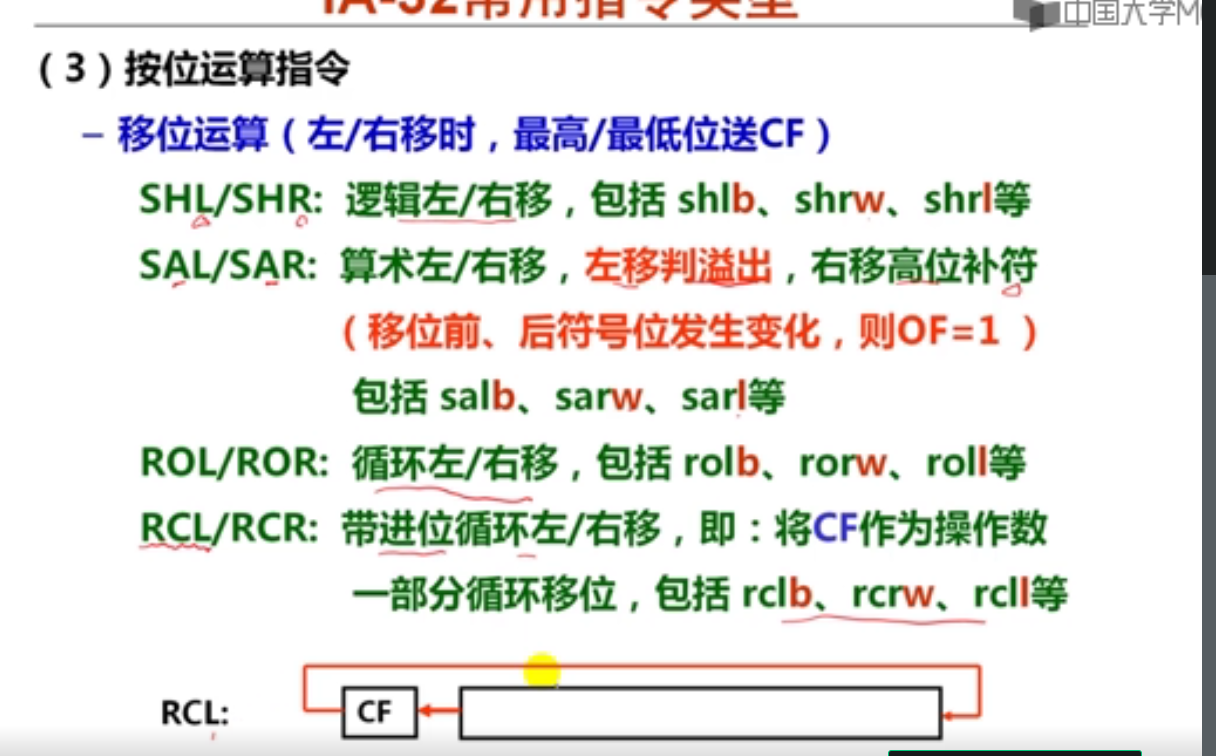 IA-32常用指令类型
中国大学M
（3）按位运算指令
– 移位运算（左/右移时，最高/最低位送CF）
SHL/SHR: 逻辑左/右移，包括 shlb、shrw、shrl等
SAL/SAR: 算术左/右移，左移判溢出，右移高位补符
（移位前、后符号位发生变化，则OF=1 ）
包括 salb、sarw、sarl等
ROL/ROR: 循环左/右移，包括 rolb、rorw、roll等
RCL/RCR: 带进位循环左/右移，即：将CF作为操作数
一部分循环移位，包括 rclb、rcrw、rcll等
RCL: CF